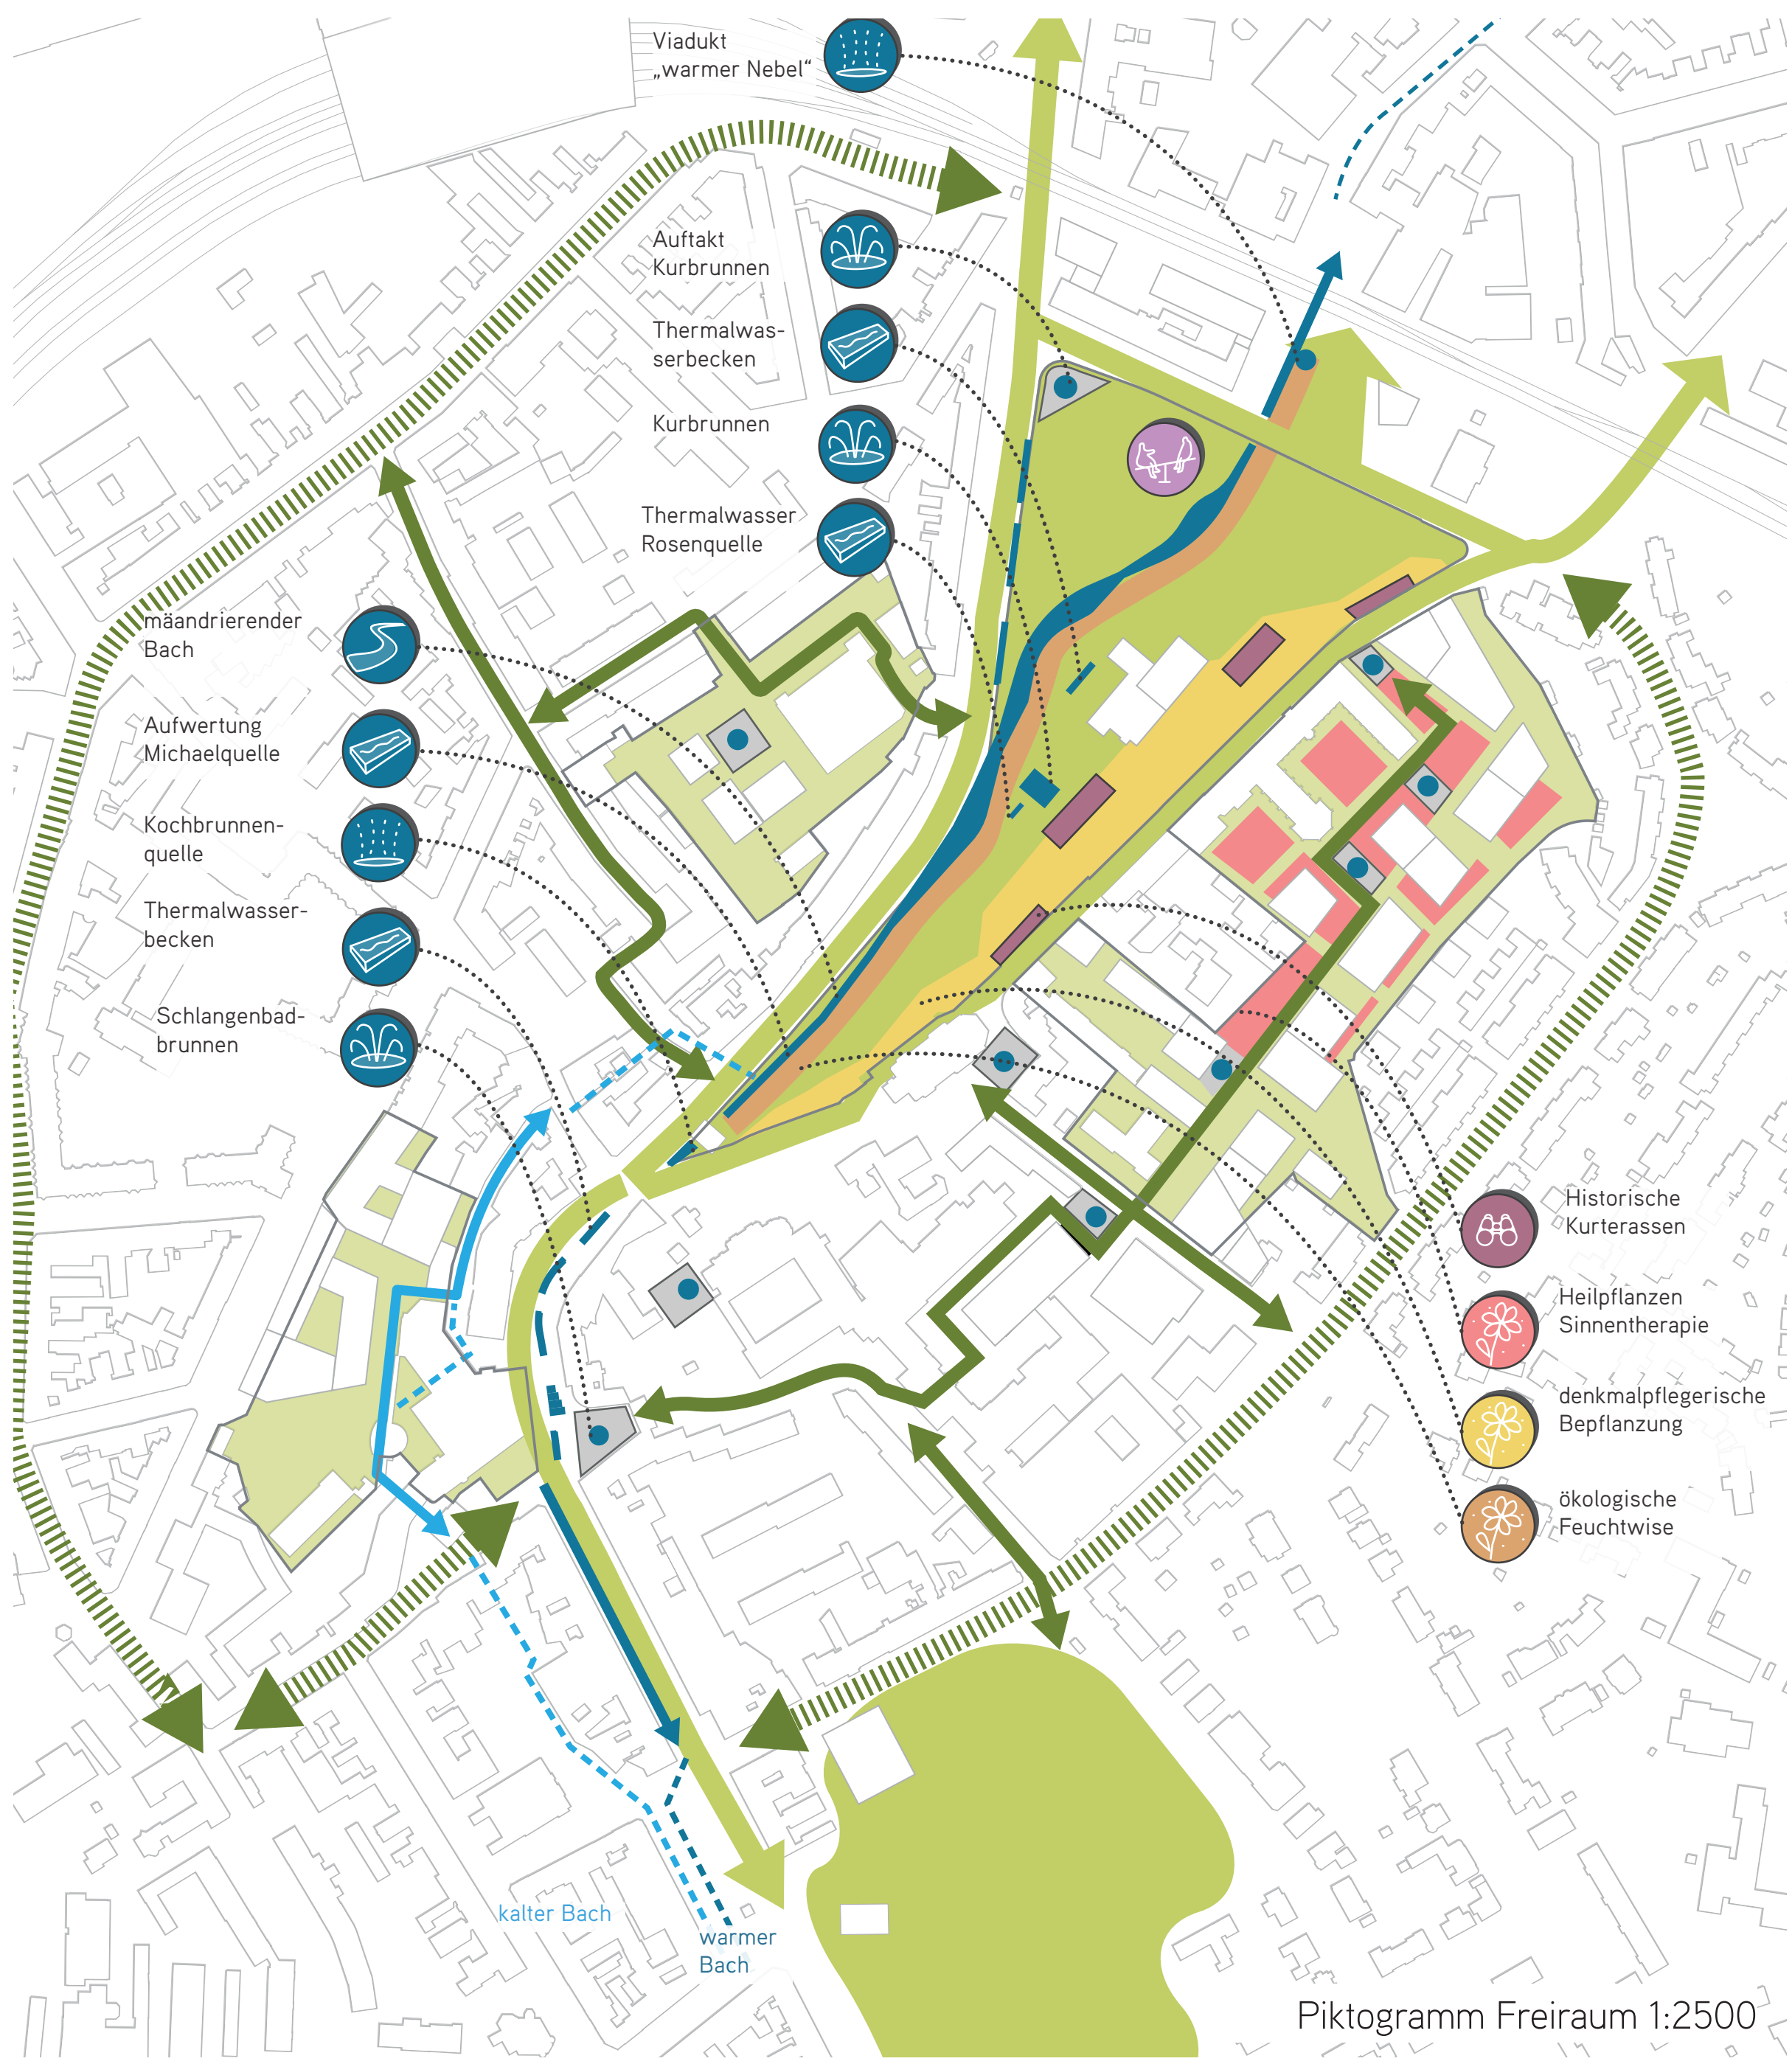 Viadukt
„warmer Nebel“
Auftakt
Kurbrunnen
Thermalwas-
serbecken
Kurbrunnen
Thermalwasser
Rosenquelle
mäandrierender
Bach
Aufwertung
Michaelquelle
Kochbrunnen-
quelle
Thermalwasser-
becken
Schlangenbad-
brunnen
Historische
Kurterassen
Heilpflanzen
Sinnentherapie
denkmalpflegerische
Bepflanzung
ökologische
Feuchtwise
kalter Bach
warmer
Bach
Piktogramm Freiraum 1:2500